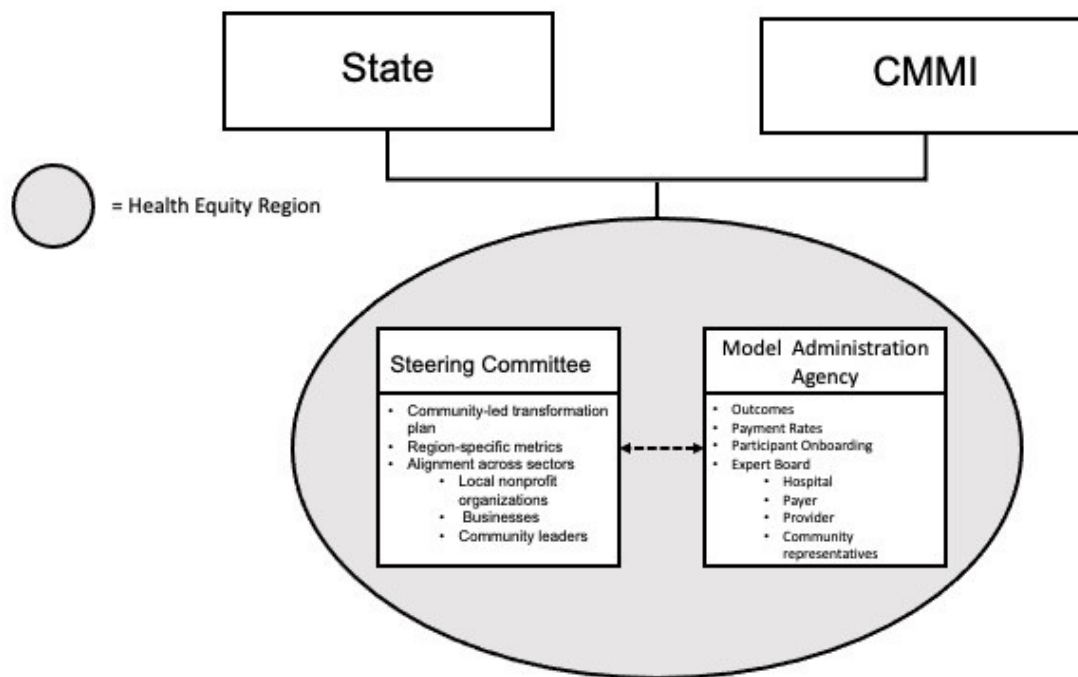 State
CMMI
= Health Equity Region
Steering Committee
• Community-led transformation
plan
• Region-specific metrics
• Alignment across sectors
• Local nonprofit
organizations
• Businesses
• Community leaders
Model Administration
Agency
• Outcomes
• Payment Rates
• Participant Onboarding
• Expert Board
• Hospital
• Payer
• Provider
• Community
representatives